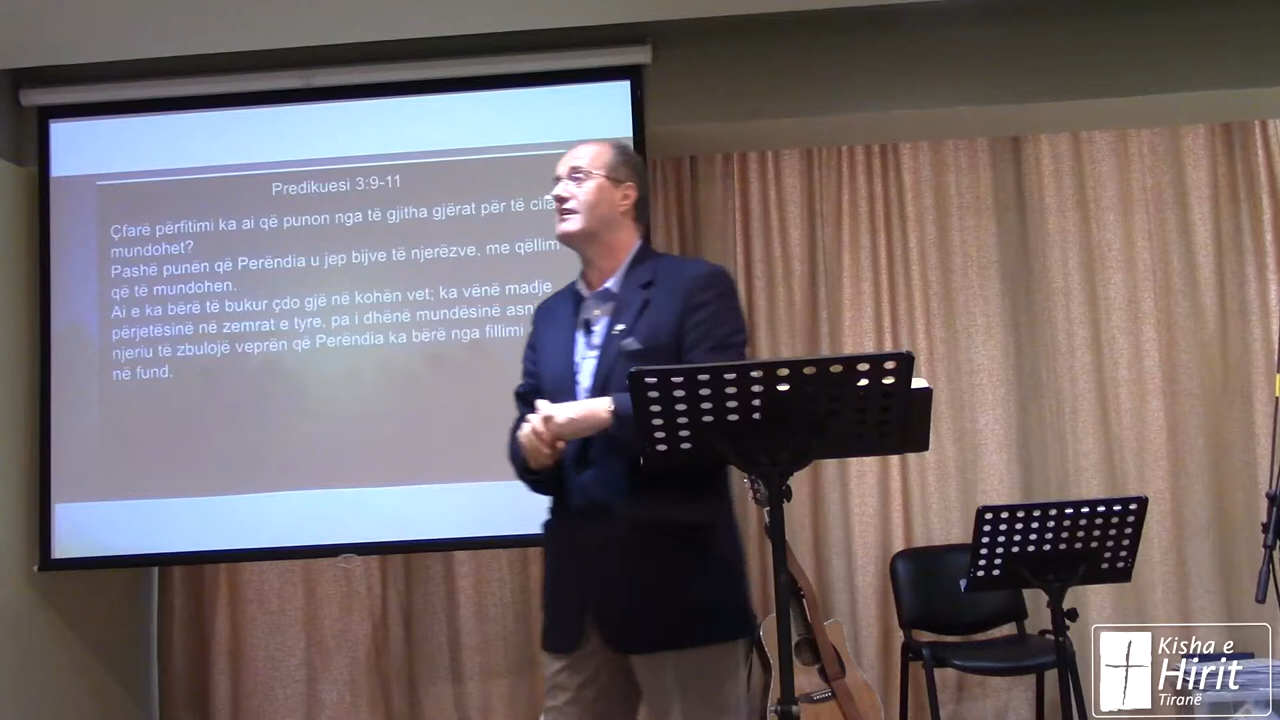 Predikuesi 3:9-11
Çfarë përfitimi ka ai që punon nga të gjitha gjërat për të cila
mundohet?
Pashë punën që Perëndia u jep bijve të njerëzve, me qëllim
që të mundohen.
Ai e ka bërë të bukur çdo gjë në kohën vet; ka vënë madje
përjetësinë në zemrat e tyre, pa i dhënë mundësinë asn
njeriu të zbulojë veprën që Perëndia ka bërë nga fillimi
në fund.
Kisha e
Hirit
Tiranë